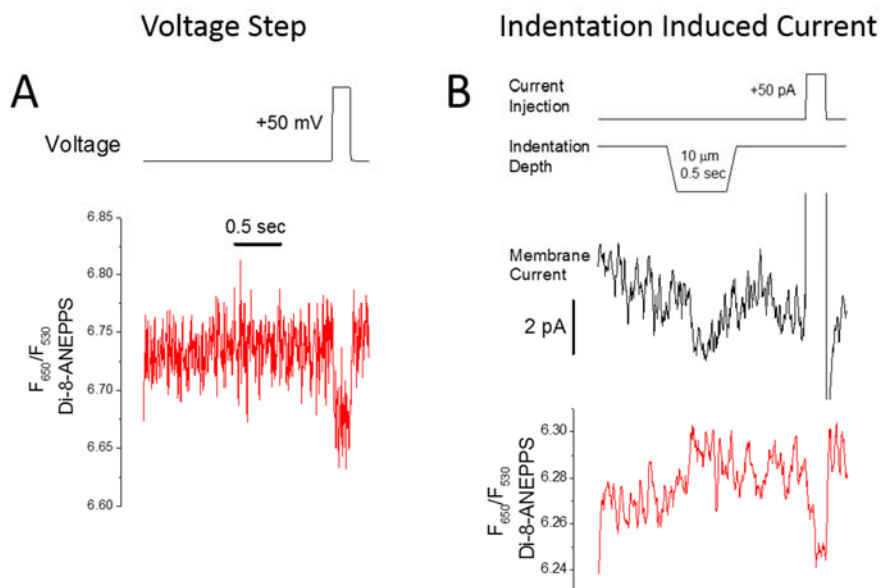 Voltage Step
Indentation Induced Current
A
+50 mV
Voltage
0.5 sec
6.85
6.80
6.75
6.70
6.65
6.60
F650/F530
Di-8-ANEPPS
B
Current
Injection
+50 pA
Indentation
Depth
10 μm
0.5 sec
Membrane
Current
2 pA
6.30
6.28
6.26
6.24
F650/F530
Di-8-ANEPPS